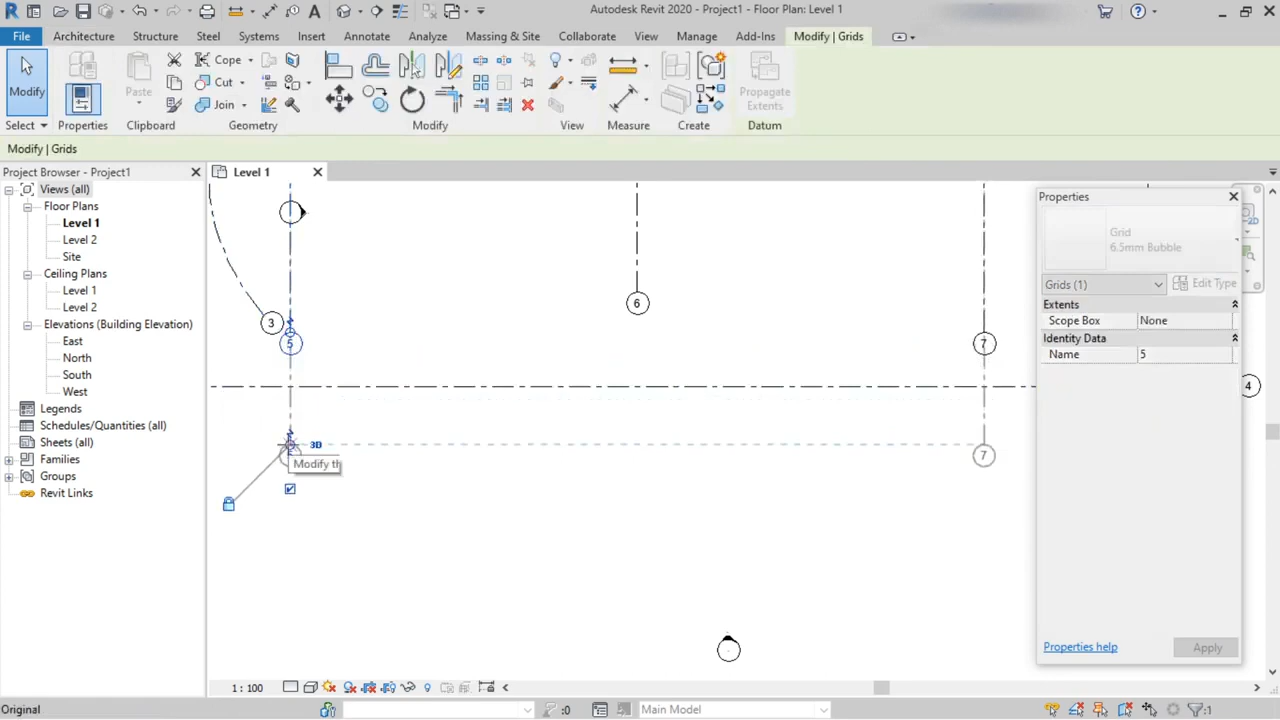 Autodesk Revit 2020 - Project1 - Floor Plan: Level 1
File Architecture Structure Steel Systems Insert Annotate Analyze Massing & Site Collaborate View Manage Add-Ins Modify | Grids
Modify Paste Cope Cut Join Propagate Extents
Select Properties Clipboard Geometry Modify View Measure Create Datum
Modify | Grids
Project Browser - Project1
Level 1
Views (all)
Floor Plans
Level 1
Level 2
Site
Ceiling Plans
Level 1
Level 2
Elevations (Building Elevation)
East
North
South
West
Legends
Schedules/Quantities (all)
Sheets (all)
Families
Groups
Revit Links
6
3
5
7
4
3D
7
Modify th
Properties
Grid
6.5mm Bubble
Grids (1) Edit Type
Extents
Scope Box None
Identity Data
Name 5
Properties help Apply
2D
1 : 100
Original :0 Main Model :1